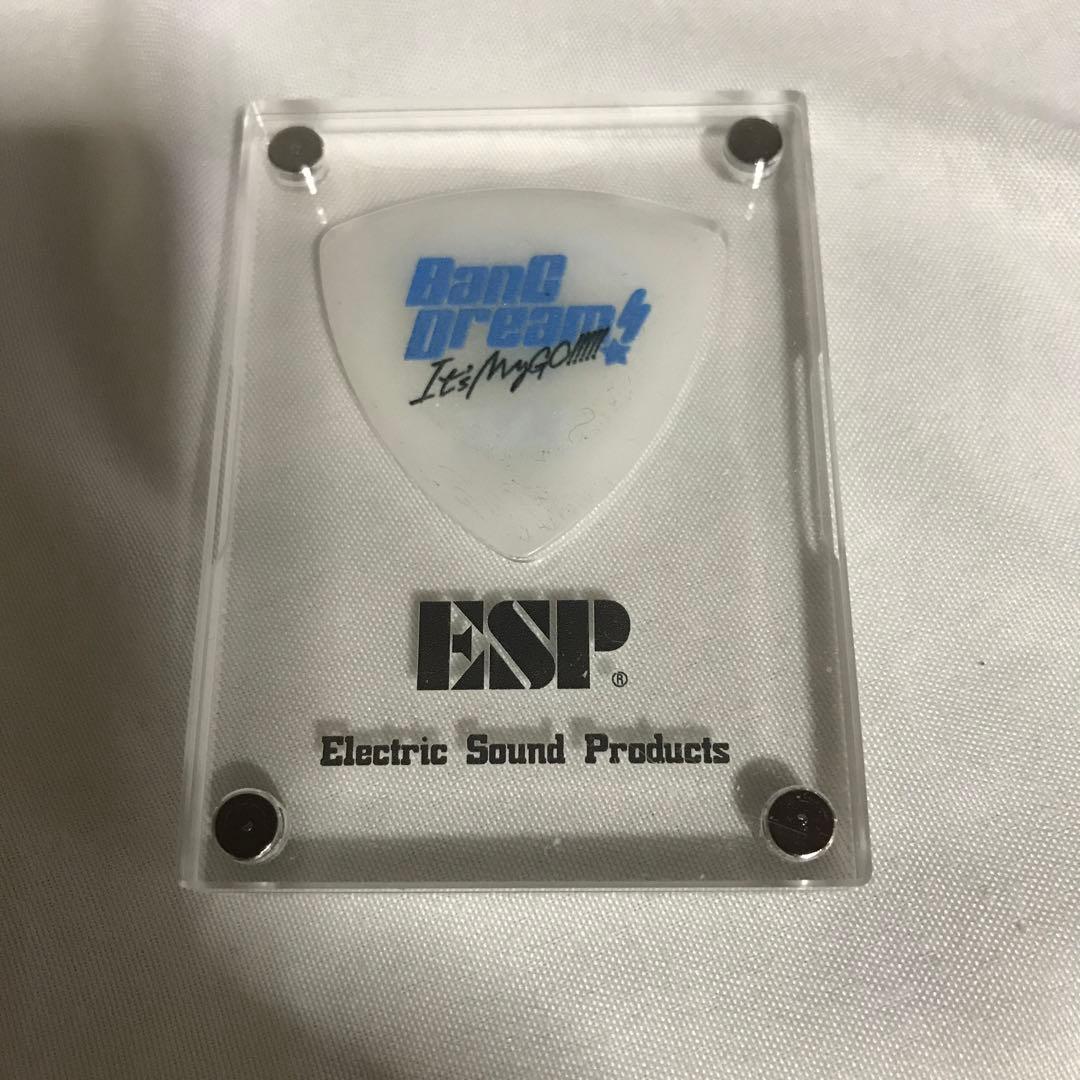 BanG
Dream!
It's MyGO!!!!!
ESP®
Electric Sound Products